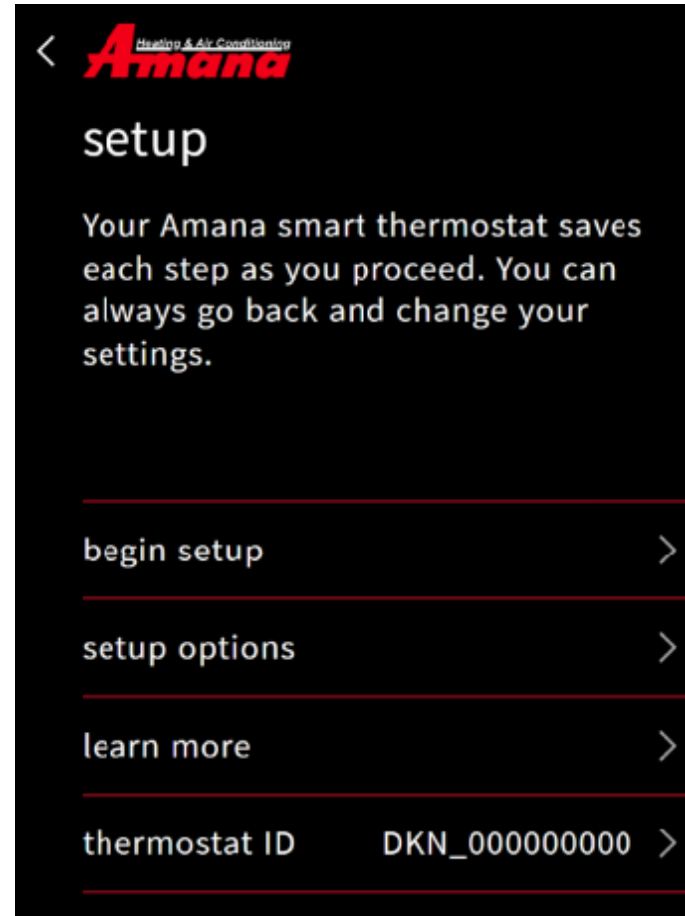 Heating & Air Conditioning
Amana
setup
Your Amana smart thermostat saves
each step as you proceed. You can
always go back and change your
settings.
begin setup
setup options
learn more
thermostat ID DKN_000000000